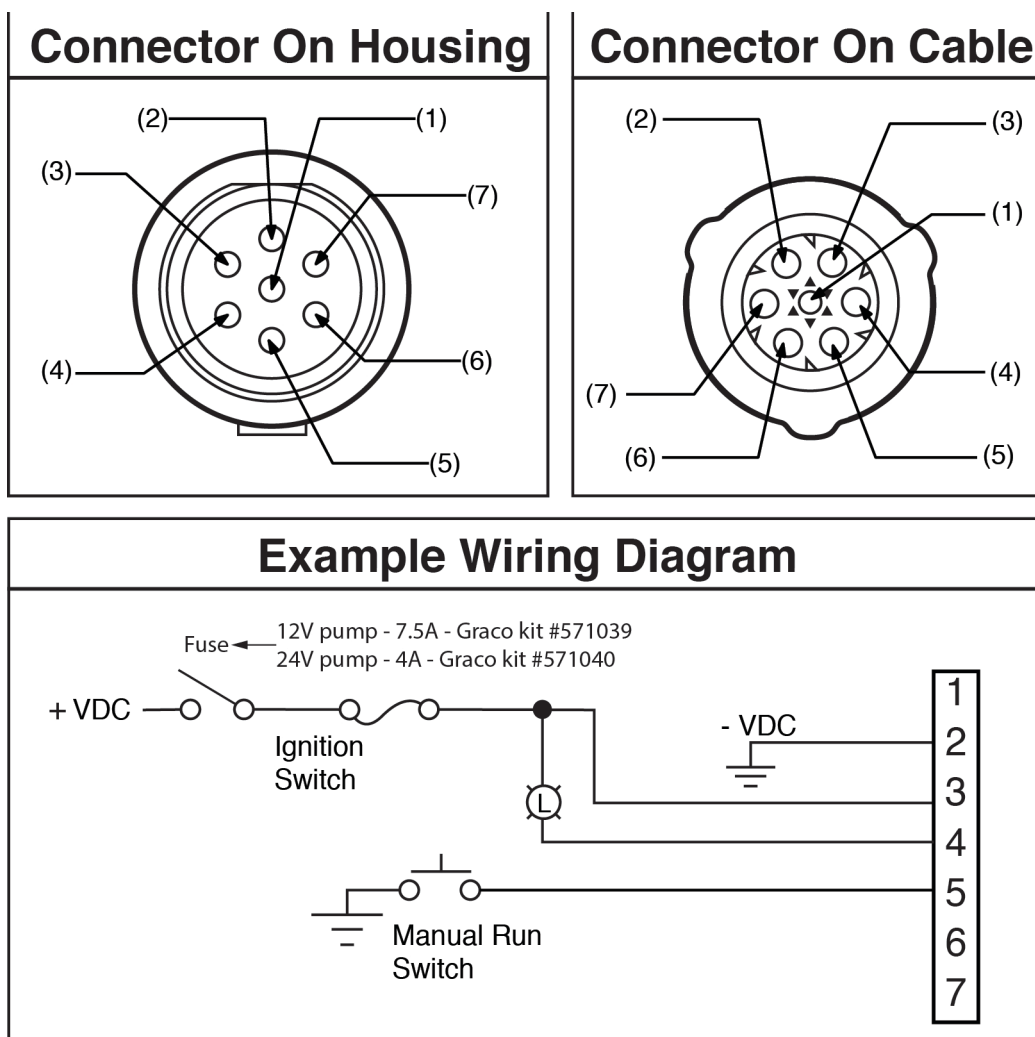 Connector On Housing
(2)
(1)
(3)
(7)
(4)
(6)
(5)
Connector On Cable
(2)
(3)
(1)
(4)
(7)
(6)
(5)
Example Wiring Diagram
12V pump - 7.5A - Graco kit #571039
Fuse
24V pump - 4A - Graco kit #571040
+ VDC
Ignition
Switch
- VDC
L
Manual Run
Switch
1
2
3
4
5
6
7